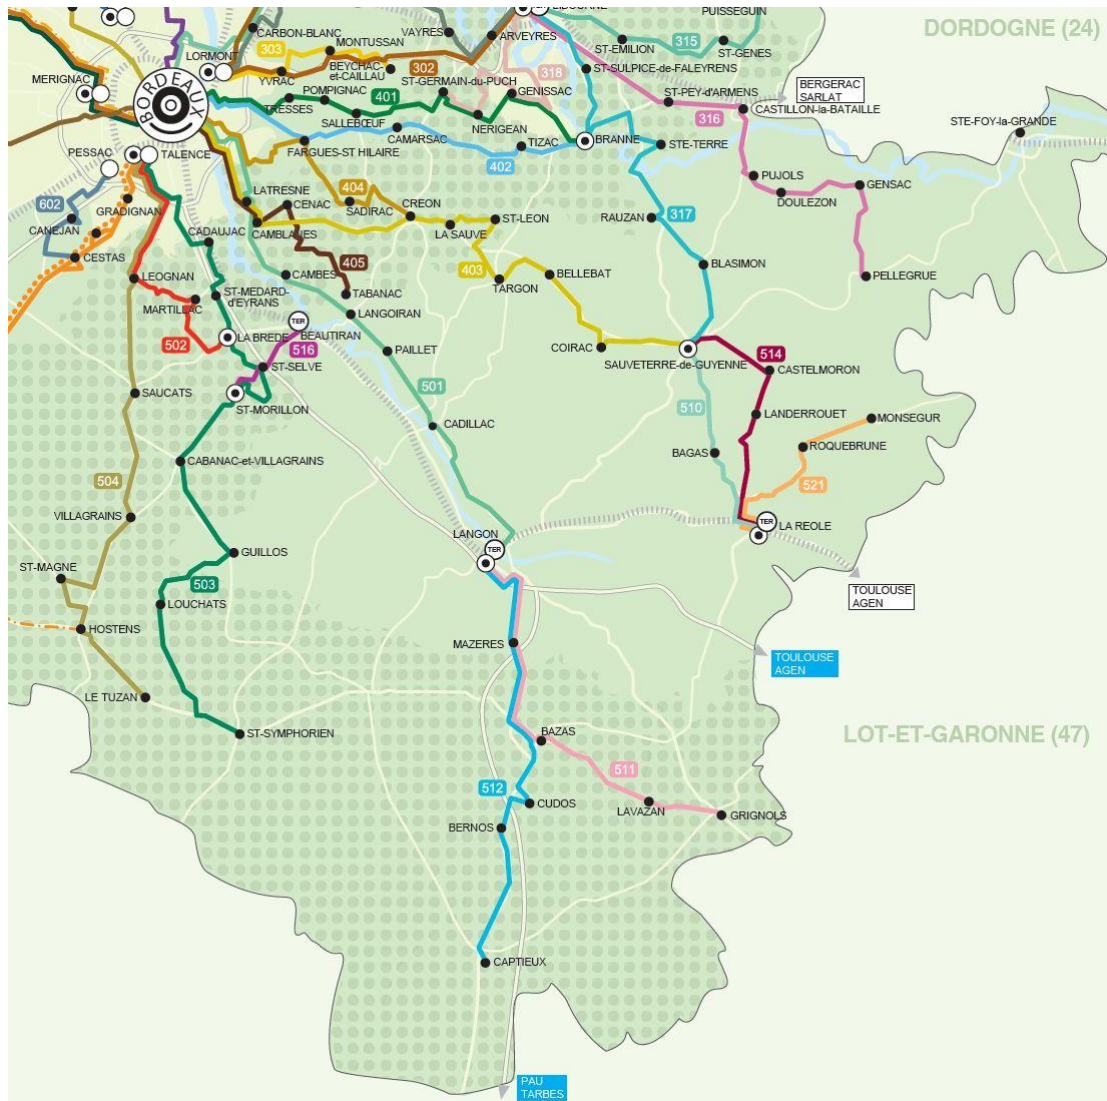 LIBOURNE
PUISSEGUIN
DORDOGNE (24)
CARBON-BLANC
VAYRES
ARVEYRES
315
303
MONTUSSAN
ST-EMILION
ST-GENES
LORMONT
BEYCHAC-
et-CAILLAU
302
318
ST-SULPICE-de-FALEYRENS
YVRAC
MERIGNAC
ST-GERMAIN-du-PUCH
BERGERAC
SARLAT
BORDEAUX
POMPIGNAC
401
GENISSAC
ST-PEY-d'ARMENS
CASTILLON-la-BATAILLE
TRESSES
SALLEBŒUF
NERIGEAN
316
STE-FOY-la-GRANDE
CAMARSAC
TIZAC
BRANNE
STE-TERRE
PESSAC
TALENCE
FARGUES-ST HILAIRE
402
PUJOLS
GENSAC
LATRESNE
404
DOULEZON
602
CENAC
SADIRAC
CREON
GRADIGNAN
ST-LEON
RAUZAN
317
CANEJAN
CADAUJAC
CAMBLANES
LA SAUVE
CESTAS
405
403
BLASIMON
LEOGNAN
CAMBES
BELLEBAT
PELLEGRUE
ST-MEDARD-
d'EYRANS
TABANAC
TARGON
MARTILLAC
LANGOIRAN
TER
LA BREDE
BEAUTIRAN
502
516
PAILLET
COIRAC
514
SAUVETERRE-de-GUYENNE
ST-SELVE
CASTELMORON
501
SAUCATS
ST-MORILLON
510
LANDERROUET
MONSEGUR
CADILLAC
ROQUEBRUNE
BAGAS
CABANAC-et-VILLAGRAINS
504
521
VILLAGRAINS
TER
LA REOLE
LANGON
TER
GUILLOS
ST-MAGNE
503
TOULOUSE
AGEN
LOUCHATS
HOSTENS
MAZERES
TOULOUSE
AGEN
LE TUZAN
ST-SYMPHORIEN
BAZAS
LOT-ET-GARONNE (47)
511
512
CUDOS
LAVAZAN
GRIGNOLS
BERNOS
CAPTIEUX
PAU
TARBES